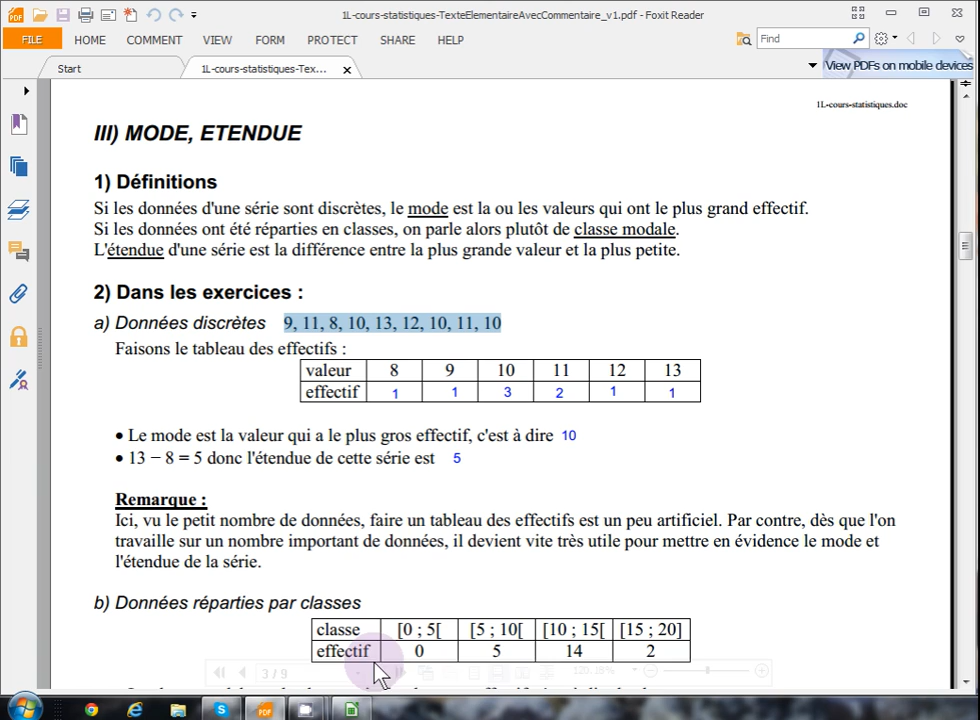 1L-cours-statistiques-TexteElementaireAvecCommentaire_v1.pdf - Foxit Reader
FILE HOME COMMENT VIEW FORM PROTECT SHARE HELP
Find
Start
1L-cours-statistiques-Tex...
View PDFs on mobile devices
1L-cours-statistiques.doc
III) MODE, ETENDUE
1) Définitions
Si les données d'une série sont discrètes, le mode est la ou les valeurs qui ont le plus grand effectif.
Si les données ont été réparties en classes, on parle alors plutôt de classe modale.
L'étendue d'une série est la différence entre la plus grande valeur et la plus petite.
2) Dans les exercices :
a) Données discrètes 9, 11, 8, 10, 13, 12, 10, 11, 10
Faisons le tableau des effectifs :
valeur 8 9 10 11 12 13
effectif 1 1 3 2 1 1
• Le mode est la valeur qui a le plus gros effectif, c'est à dire 10
• 13 − 8 = 5 donc l'étendue de cette série est 5
Remarque :
Ici, vu le petit nombre de données, faire un tableau des effectifs est un peu artificiel. Par contre, dès que l'on
travaille sur un nombre important de données, il devient vite très utile pour mettre en évidence le mode et
l'étendue de la série.
b) Données réparties par classes
classe [0 ; 5[ [5 ; 10[ [10 ; 15[ [15 ; 20]
effectif 0 5 14 2
3 / 9
120.18%